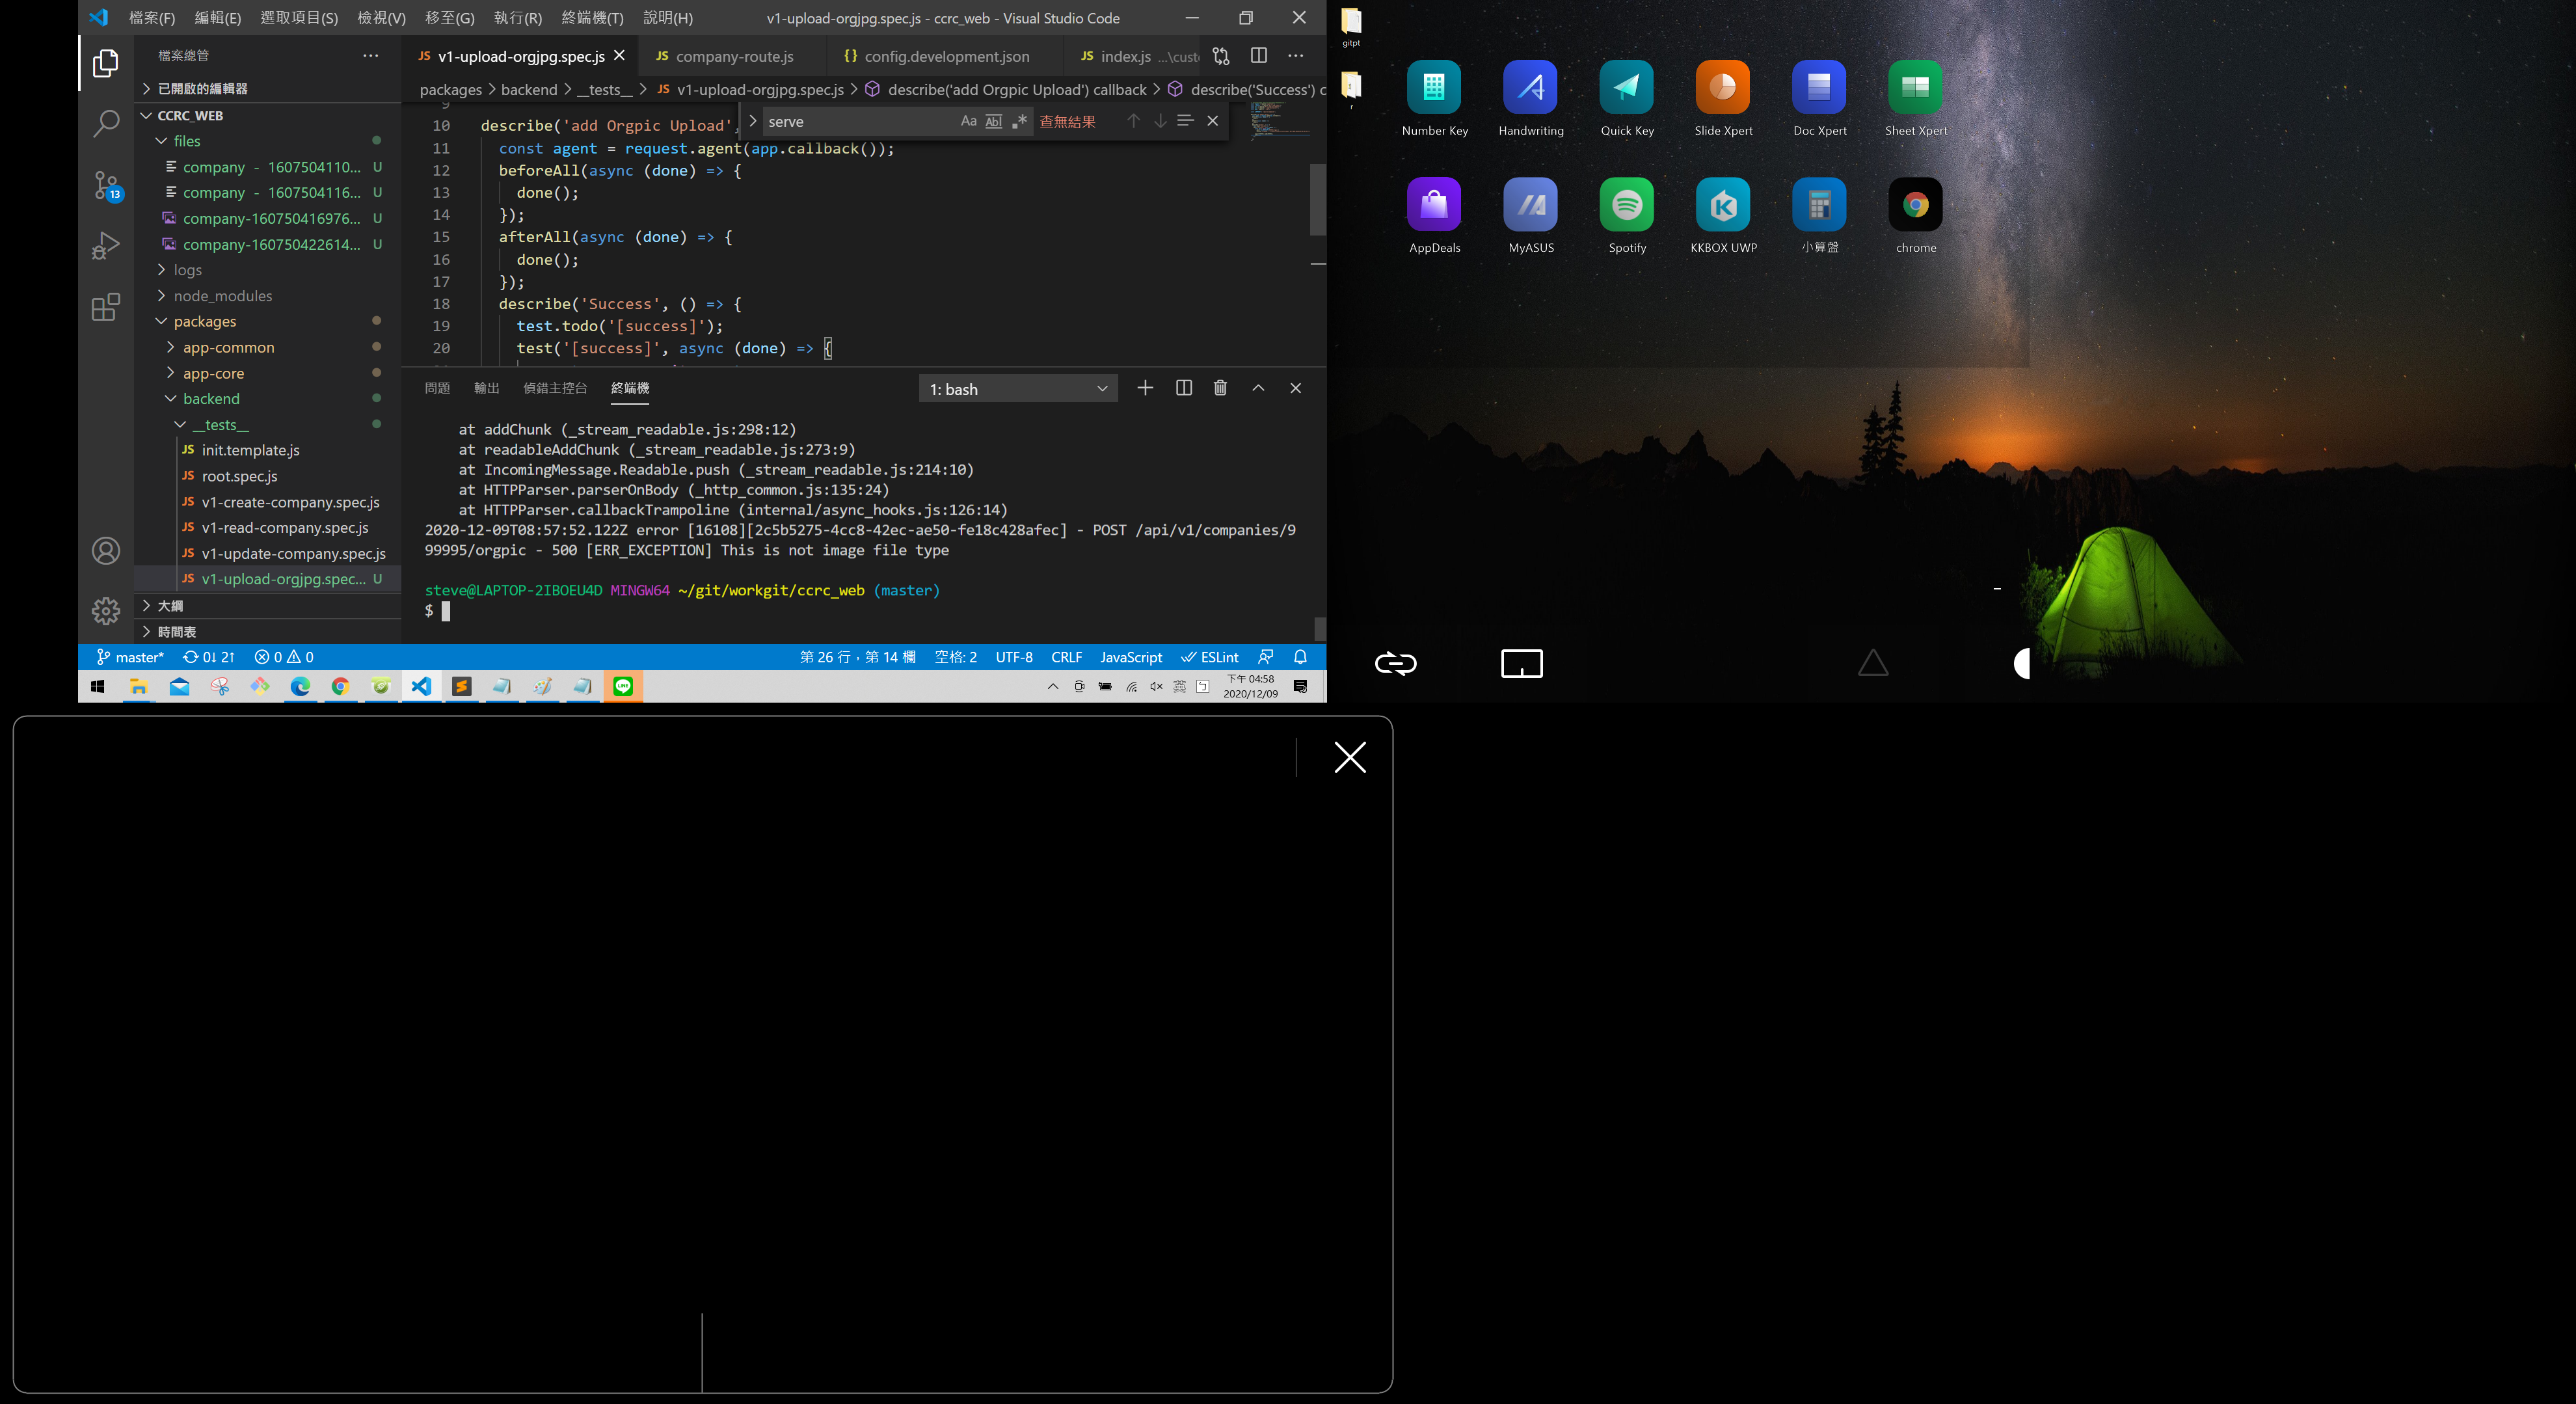 檔案(F) 編輯(E) 選取項目(S) 檢視(V) 移至(G) 執行(R) 終端機(T) 說明(H) v1-upload-orgjpg.spec.js - ccrc_web - Visual Studio Code
檔案總管
已開啟的編輯器
CCRC_WEB
files
company - 1607504110... U
company - 1607504116... U
company-160750416976... U
company-160750422614... U
logs
node_modules
packages
app-common
app-core
backend
__tests__
JS init.template.js
JS root.spec.js
JS v1-create-company.spec.js
JS v1-read-company.spec.js
JS v1-update-company.spec.js
JS v1-upload-orgjpg.spec... U
大綱
時間表
13
JS v1-upload-orgjpg.spec.js JS company-route.js {} config.development.json JS index.js ...\cust
packages > backend > __tests__ > JS v1-upload-orgjpg.spec.js > describe('add Orgpic Upload') callback > describe('Success') c
serve Aa Abl .* 查無結果
9
10 describe('add Orgpic Upload',
11 const agent = request.agent(app.callback());
12 beforeAll(async (done) => {
13 done();
14 });
15 afterAll(async (done) => {
16 done();
17 });
18 describe('Success', () => {
19 test.todo('[success]');
20 test('[success]', async (done) => {
問題 輸出 偵錯主控台 終端機 1: bash
at addChunk (_stream_readable.js:298:12)
at readableAddChunk (_stream_readable.js:273:9)
at IncomingMessage.Readable.push (_stream_readable.js:214:10)
at HTTPParser.parserOnBody (_http_common.js:135:24)
at HTTPParser.callbackTrampoline (internal/async_hooks.js:126:14)
2020-12-09T08:57:52.122Z error [16108][2c5b5275-4cc8-42ec-ae50-fe18c428afec] - POST /api/v1/companies/9
99995/orgpic - 500 [ERR_EXCEPTION] This is not image file type
steve@LAPTOP-2IBOEU4D MINGW64 ~/git/workgit/ccrc_web (master)
$
master* 0↓ 2↑ 0 0 第 26 行，第 14 欄 空格: 2 UTF-8 CRLF JavaScript ESLint
英 下午 04:58
2020/12/09
gitpt
r
Number Key Handwriting Quick Key Slide Xpert Doc Xpert Sheet Xpert
AppDeals MyASUS Spotify KKBOX UWP 小算盤 chrome